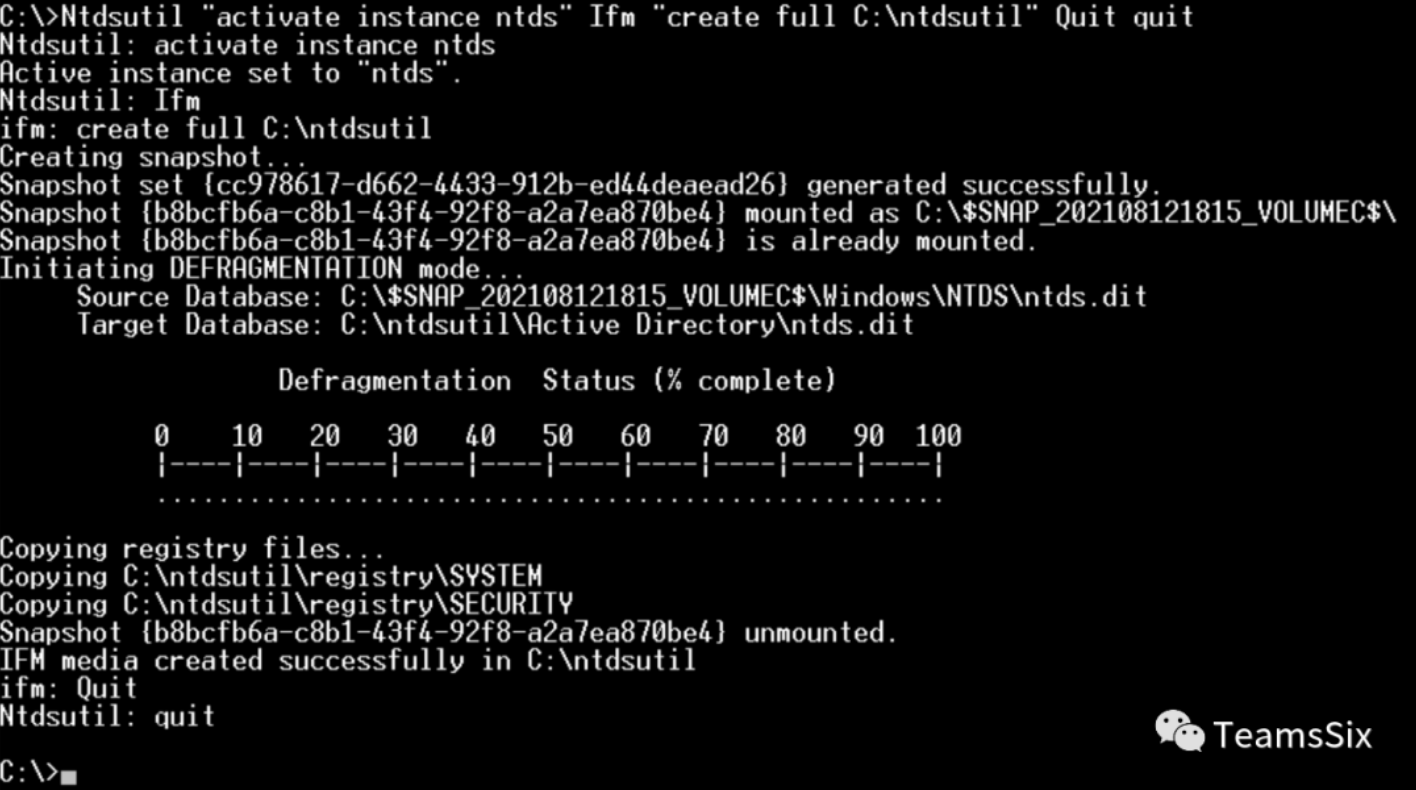 C:\>Ntdsutil "activate instance ntds" Ifm "create full C:\ntdsutil" Quit quit
Ntdsutil: activate instance ntds
Active instance set to "ntds".
Ntdsutil: Ifm
ifm: create full C:\ntdsutil
Creating snapshot...
Snapshot set {cc978617-d662-4433-912b-ed44deaead26} generated successfully.
Snapshot {b8bcfb6a-c8b1-43f4-92f8-a2a7ea870be4} mounted as C:\$SNAP_202108121815_VOLUMEC$\
Snapshot {b8bcfb6a-c8b1-43f4-92f8-a2a7ea870be4} is already mounted.
Initiating DEFRAGMENTATION mode...
     Source Database: C:\$SNAP_202108121815_VOLUMEC$\Windows\NTDS\ntds.dit
     Target Database: C:\ntdsutil\Active Directory\ntds.dit
                  Defragmentation  Status (% complete)
          0    10   20   30   40   50   60   70   80   90  100
          |----|----|----|----|----|----|----|----|----|----|
          ...................................................
Copying registry files...
Copying C:\ntdsutil\registry\SYSTEM
Copying C:\ntdsutil\registry\SECURITY
Snapshot {b8bcfb6a-c8b1-43f4-92f8-a2a7ea870be4} unmounted.
IFM media created successfully in C:\ntdsutil
ifm: Quit
Ntdsutil: quit
TeamsSix
C:\>